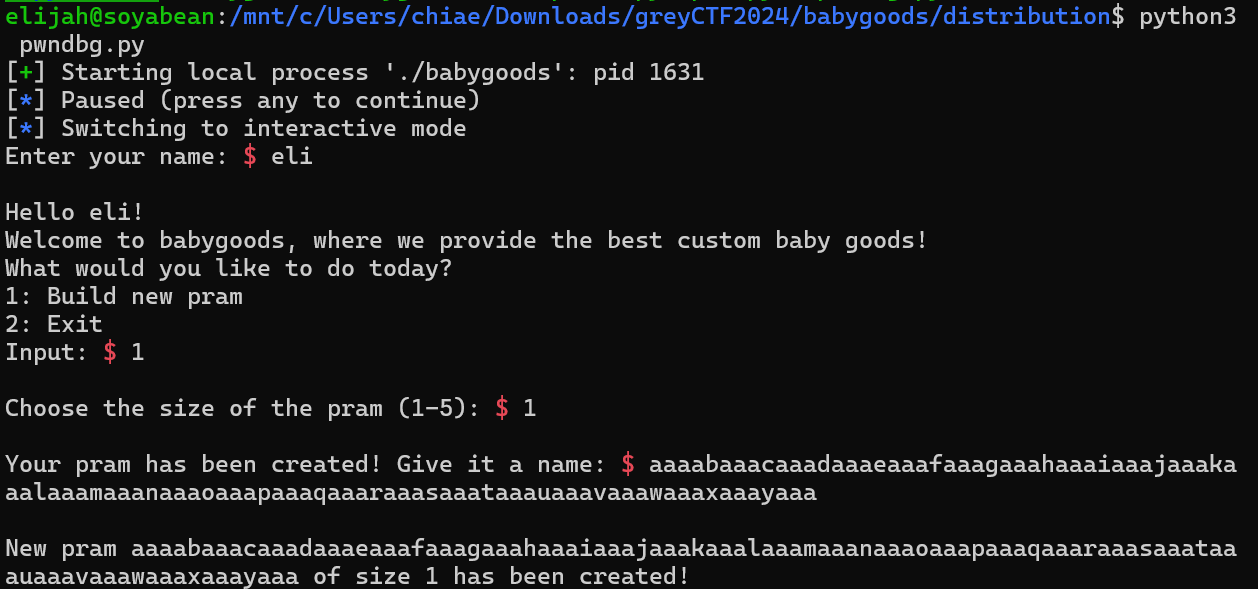 elijah@soyabean:/mnt/c/Users/chiae/Downloads/greyCTF2024/babygoods/distribution$ python3
pwndbg.py
[+] Starting local process './babygoods': pid 1631
[*] Paused (press any to continue)
[*] Switching to interactive mode
Enter your name: $ eli
Hello eli!
Welcome to babygoods, where we provide the best custom baby goods!
What would you like to do today?
1: Build new pram
2: Exit
Input: $ 1
Choose the size of the pram (1-5): $ 1
Your pram has been created! Give it a name: $ aaaabaaacaaadaaaeaaafaaagaaahaaaiaaajaaaka
aalaaamaaanaaaoaaapaaaqaaaraaasaaataaauaaavaaawaaaxaaayaaa
New pram aaaabaaacaaadaaaeaaafaaagaaahaaaiaaajaaakaaalaaamaaanaaaoaaapaaaqaaaraaasaaataa
auaaavaaawaaaxaaayaaa of size 1 has been created!